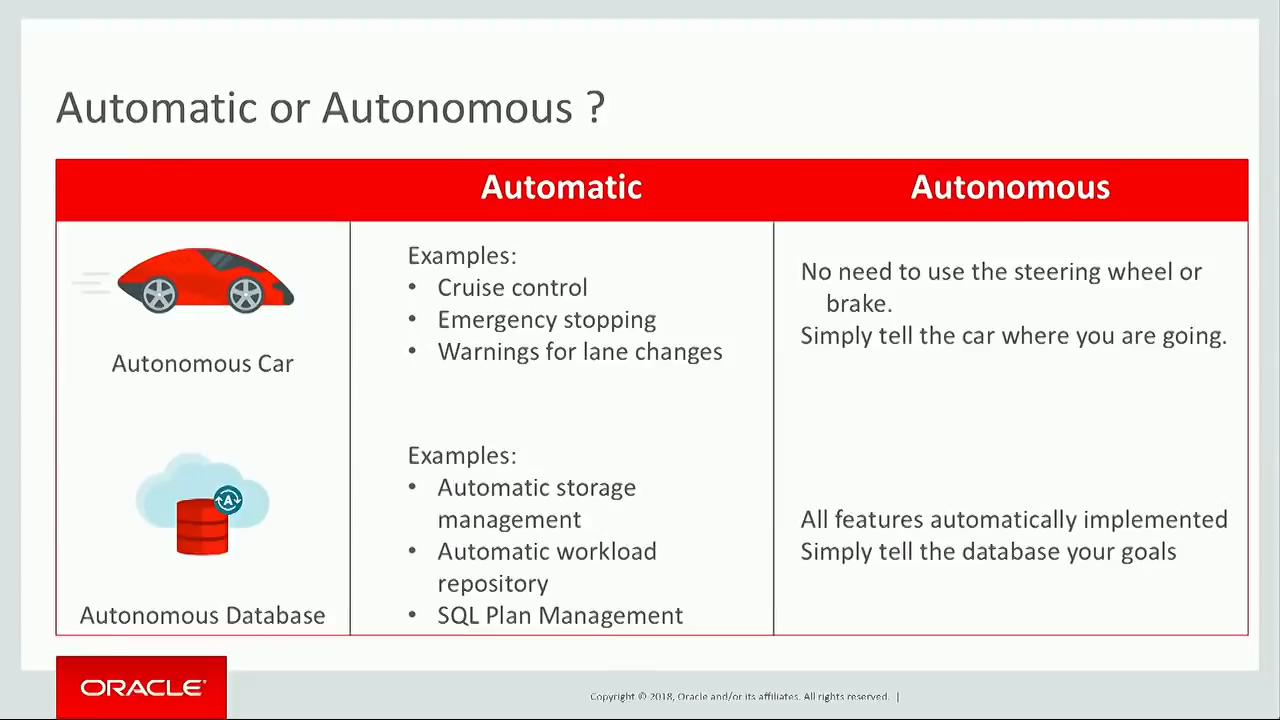 Automatic or Autonomous ?
Automatic
Autonomous
Autonomous Car
Examples:
• Cruise control
• Emergency stopping
• Warnings for lane changes
No need to use the steering wheel or
brake.
Simply tell the car where you are going.
A
Autonomous Database
Examples:
• Automatic storage
management
• Automatic workload
repository
• SQL Plan Management
All features automatically implemented
Simply tell the database your goals
ORACLE®
Copyright © 2018, Oracle and/or its affiliates. All rights reserved. |